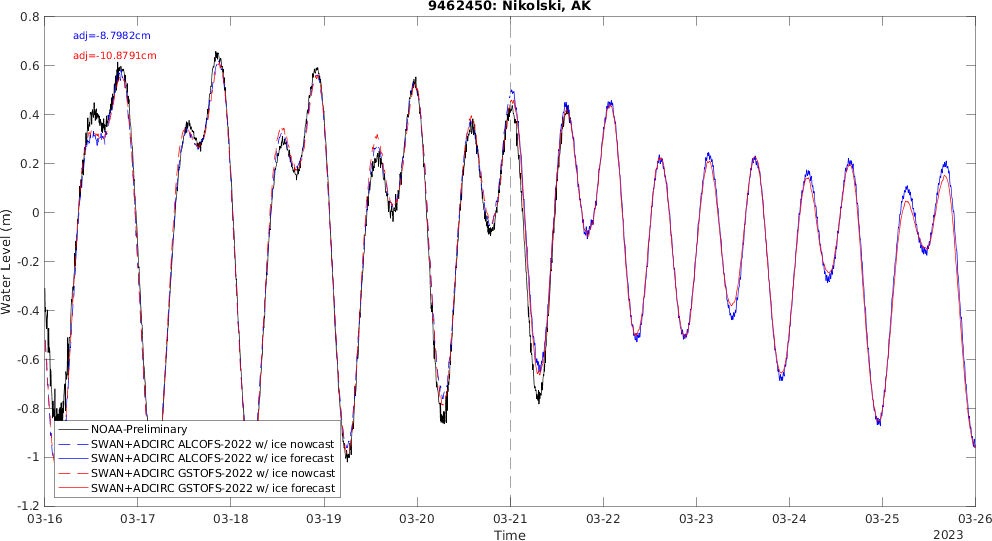 9462450: Nikolski, AK
adj=-8.7982cm
adj=-10.8791cm
0.8
0.6
0.4
0.2
0
-0.2
-0.4
-0.6
-0.8
-1
-1.2
Water Level (m)
NOAA-Preliminary
SWAN+ADCIRC ALCOFS-2022 w/ ice nowcast
SWAN+ADCIRC ALCOFS-2022 w/ ice forecast
SWAN+ADCIRC GSTOFS-2022 w/ ice nowcast
SWAN+ADCIRC GSTOFS-2022 w/ ice forecast
03-16 03-17 03-18 03-19 03-20 03-21 03-22 03-23 03-24 03-25 03-26
Time
2023